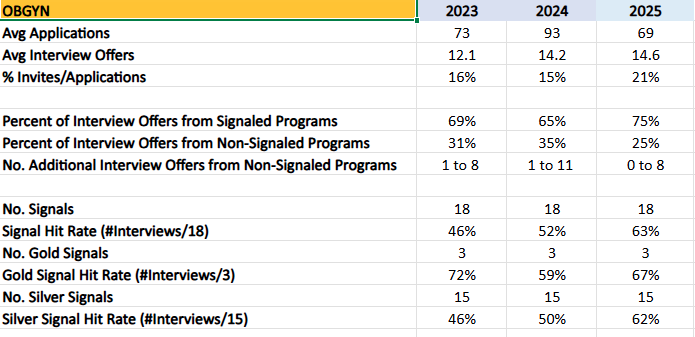 OBGYN 2023 2024 2025
Avg Applications 73 93 69
Avg Interview Offers 12.1 14.2 14.6
% Invites/Applications 16% 15% 21%
Percent of Interview Offers from Signaled Programs 69% 65% 75%
Percent of Interview Offers from Non-Signaled Programs 31% 35% 25%
No. Additional Interview Offers from Non-Signaled Programs 1 to 8 1 to 11 0 to 8
No. Signals 18 18 18
Signal Hit Rate (#Interviews/18) 46% 52% 63%
No. Gold Signals 3 3 3
Gold Signal Hit Rate (#Interviews/3) 72% 59% 67%
No. Silver Signals 15 15 15
Silver Signal Hit Rate (#Interviews/15) 46% 50% 62%